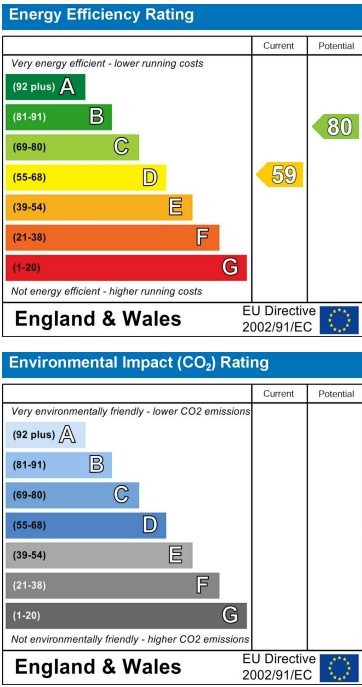 Energy Efficiency Rating
Current Potential
Very energy efficient - lower running costs
(92 plus) A
(81-91) B
(69-80) C
(55-68) D
(39-54) E
(21-38) F
(1-20) G
59
80
Not energy efficient - higher running costs
England & Wales
EU Directive
2002/91/EC
Environmental Impact (CO₂) Rating
Current Potential
Very environmentally friendly - lower CO2 emissions
(92 plus) A
(81-91) B
(69-80) C
(55-68) D
(39-54) E
(21-38) F
(1-20) G
Not environmentally friendly - higher CO2 emissions
England & Wales
EU Directive
2002/91/EC